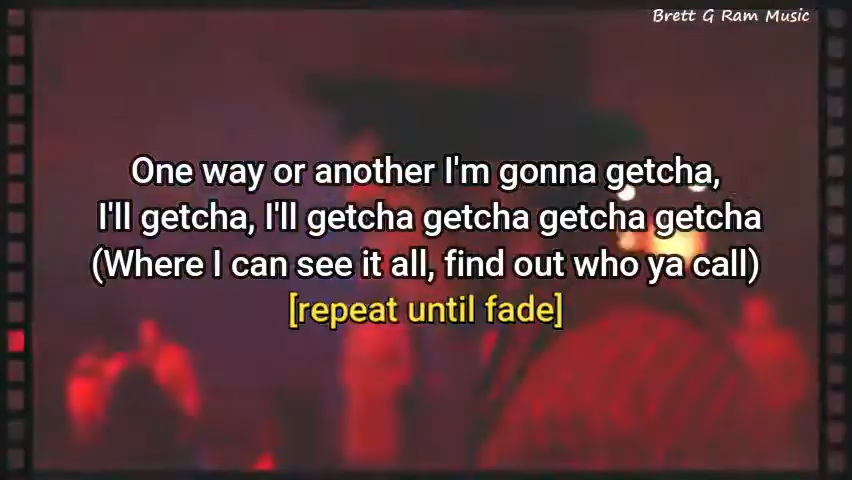 Brett G Ram Music
One way or another I'm gonna getcha,
I'll getcha, I'll getcha getcha getcha getcha
(Where I can see it all, find out who ya call)
[repeat until fade]